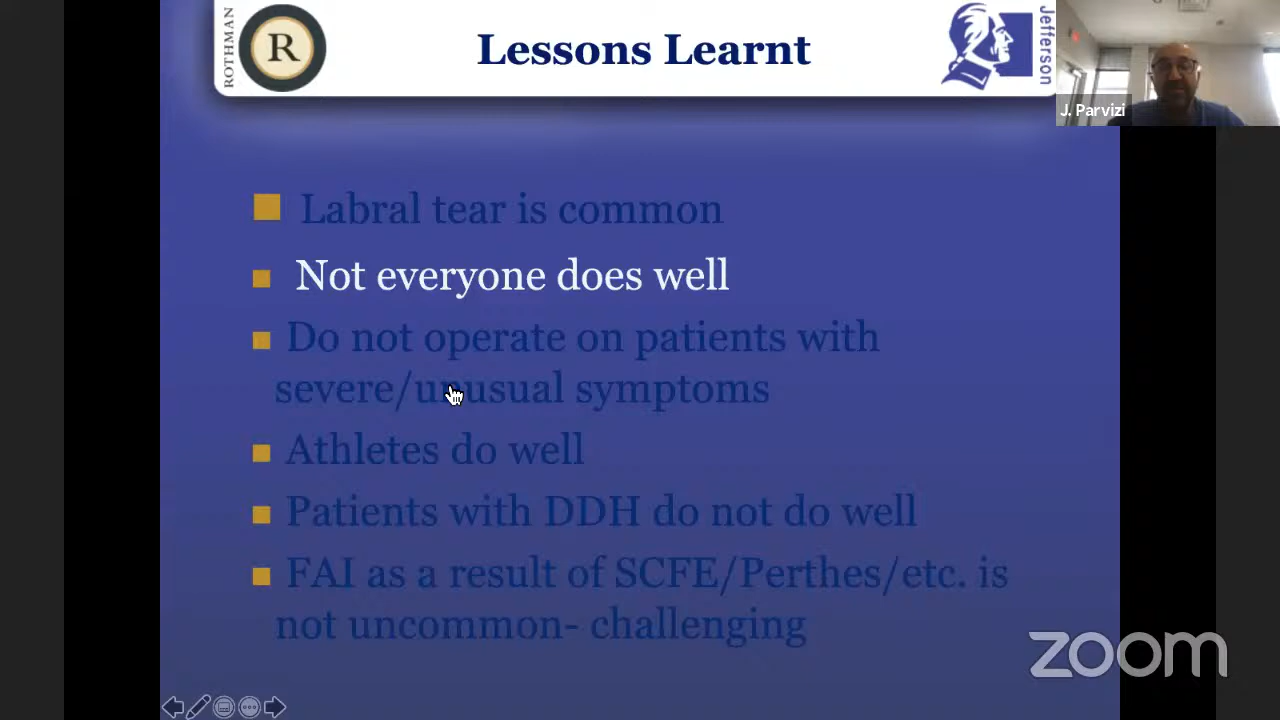 ROTHMAN
R
Lessons Learnt
Jefferson
J. Parvizi
Labral tear is common
Not everyone does well
Do not operate on patients with
severe/unusual symptoms
Athletes do well
Patients with DDH do not do well
FAI as a result of SCFE/Perthes/etc. is
not uncommon- challenging
zoom